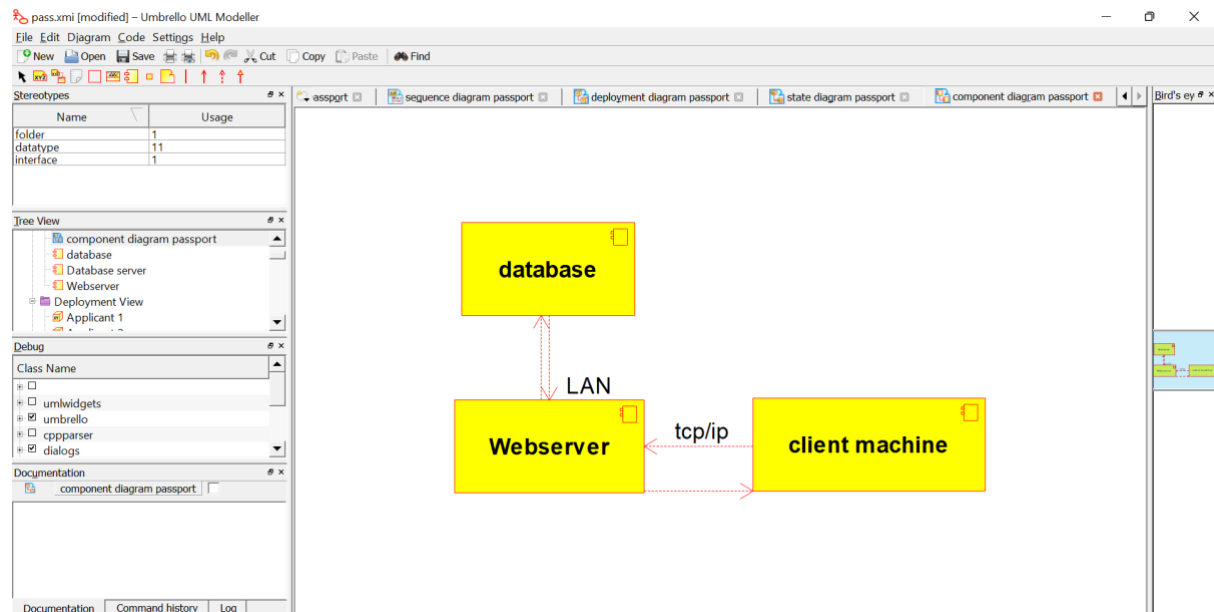 pass.xmi [modified] – Umbrello UML Modeller
File Edit Diagram Code Settings Help
New Open Save Cut Copy Paste Find
Stereotypes
Name Usage
folder 1
datatype 11
interface 1
Tree View
component diagram passport
database
Database server
Webserver
Deployment View
Applicant 1
Debug
Class Name
umlwidgets
umbrello
cppparser
dialogs
Documentation
component diagram passport
Documentation Command history Log
assport sequence diagram passport deployment diagram passport state diagram passport component diagram passport
Bird's ey
database
LAN
Webserver
tcp/ip
client machine